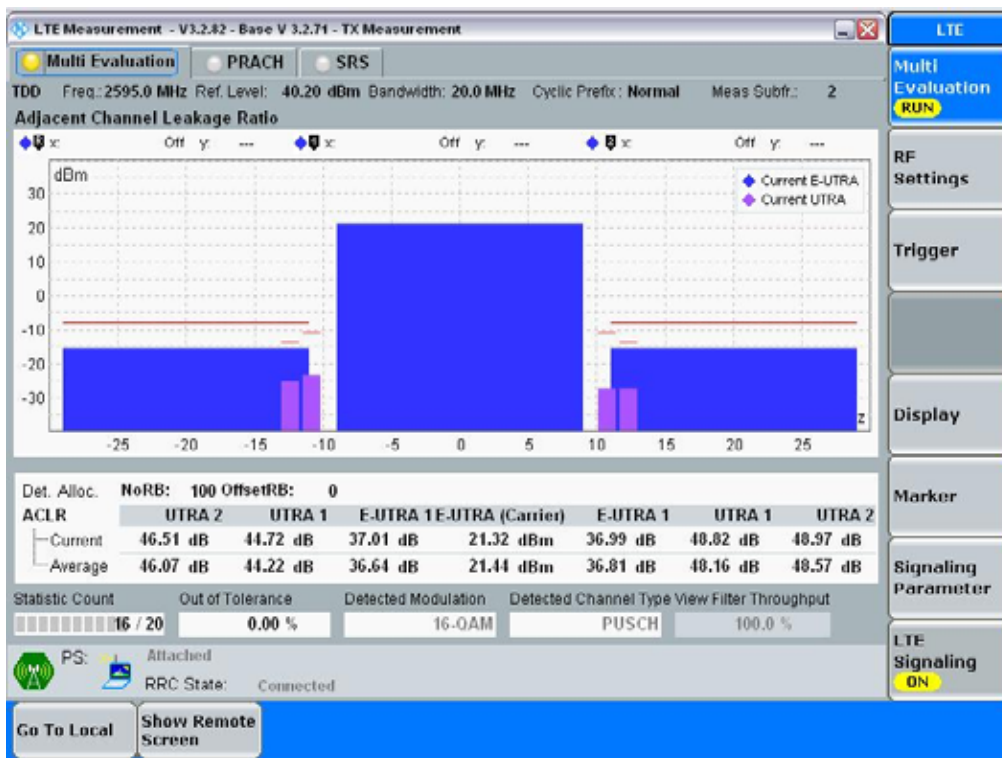 LTE Measurement - V3.2.82 - Base V 3.2.71 - TX Measurement
LTE
Multi Evaluation PRACH SRS
Multi Evaluation RUN
TDD Freq.: 2595.0 MHz Ref. Level: 40.20 dBm Bandwidth: 20.0 MHz Cyclic Prefix: Normal Meas Subfr.: 2
Adjacent Channel Leakage Ratio
x: Off y: --- x: Off y: --- x: Off y: ---
dBm
Current E-UTRA
Current UTRA
30
20
10
0
-10
-20
-30
z
-25 -20 -15 -10 -5 0 5 10 15 20 25
RF Settings
Trigger
Display
Marker
Signaling Parameter
LTE Signaling ON
Det. Alloc. NoRB: 100 OffsetRB: 0
ACLR UTRA 2 UTRA 1 E-UTRA 1 E-UTRA (Carrier) E-UTRA 1 UTRA 1 UTRA 2
Current 46.51 dB 44.72 dB 37.01 dB 21.32 dBm 36.99 dB 48.82 dB 48.97 dB
Average 46.07 dB 44.22 dB 36.64 dB 21.44 dBm 36.81 dB 48.16 dB 48.57 dB
Statistic Count Out of Tolerance Detected Modulation Detected Channel Type View Filter Throughput
16 / 20 0.00 % 16-QAM PUSCH 100.0 %
PS: Attached
RRC State: Connected
Go To Local Show Remote Screen